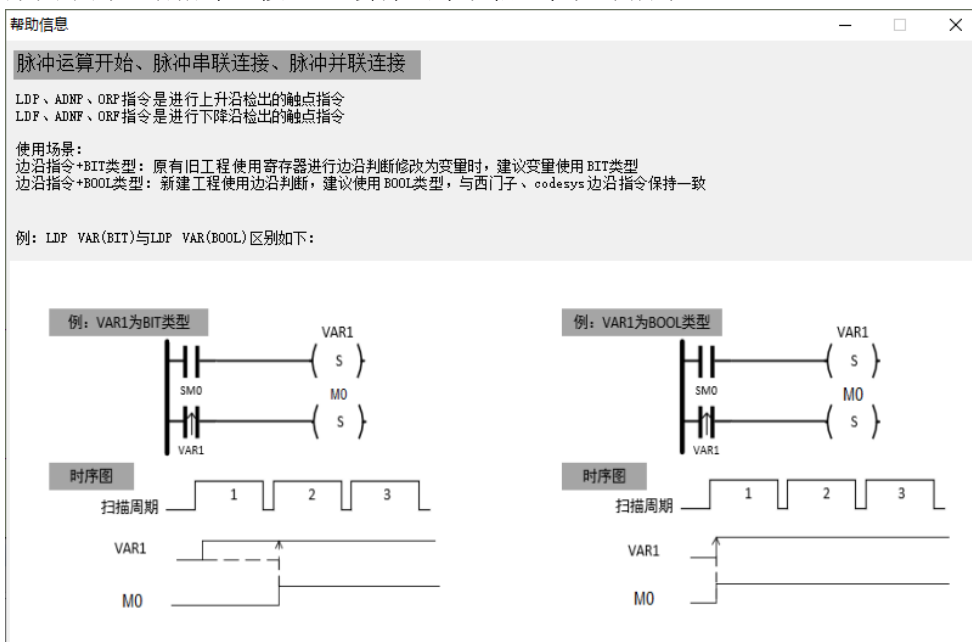 帮助信息
脉冲运算开始、脉冲串联连接、脉冲并联连接
LDP、ADNP、ORP指令是进行上升沿检出的触点指令
LDF、ADNF、ORF指令是进行下降沿检出的触点指令
使用场景:
边沿指令+BIT类型: 原有旧工程使用寄存器进行边沿判断修改为变量时, 建议变量使用BIT类型
边沿指令+BOOL类型: 新建工程使用边沿判断, 建议使用BOOL类型, 与西门子、codesys边沿指令保持一致
例: LDP VAR(BIT)与LDP VAR(BOOL)区别如下:
例: VAR1为BIT类型
VAR1
S
SM0
M0
S
VAR1
时序图
扫描周期
1
2
3
VAR1
M0
例: VAR1为BOOL类型
VAR1
S
SM0
M0
S
VAR1
时序图
扫描周期
1
2
3
VAR1
M0